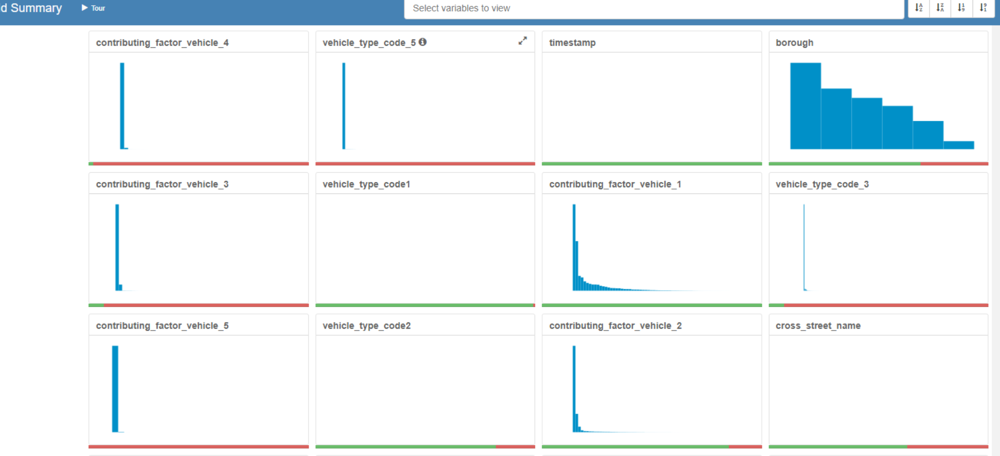 d Summary
Tour
Select variables to view
contributing_factor_vehicle_4
vehicle_type_code_5
timestamp
borough
contributing_factor_vehicle_3
vehicle_type_code1
contributing_factor_vehicle_1
vehicle_type_code_3
contributing_factor_vehicle_5
vehicle_type_code2
contributing_factor_vehicle_2
cross_street_name